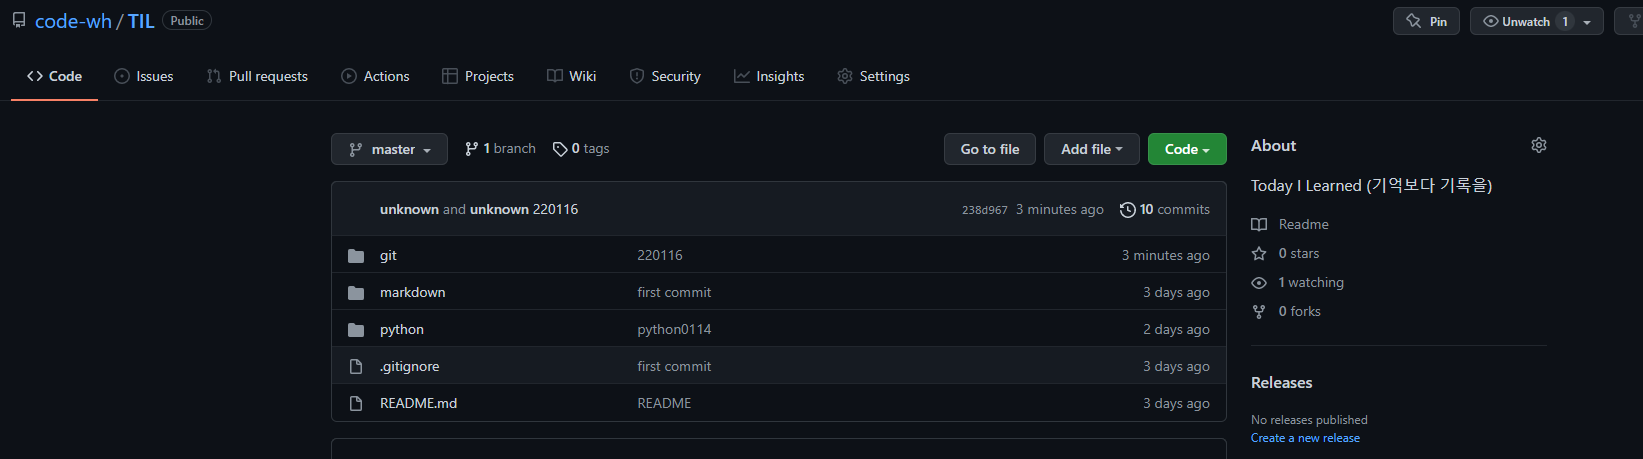 code-wh / TIL Public
Pin Unwatch 1
Code Issues Pull requests Actions Projects Wiki Security Insights Settings
master 1 branch 0 tags Go to file Add file Code
About
Today I Learned (기억보다 기록을)
unknown and unknown 220116 238d967 3 minutes ago 10 commits
Readme
git 220116 3 minutes ago
0 stars
markdown first commit 3 days ago
1 watching
0 forks
python python0114 2 days ago
.gitignore first commit 3 days ago
Releases
README.md README 3 days ago
No releases published
Create a new release